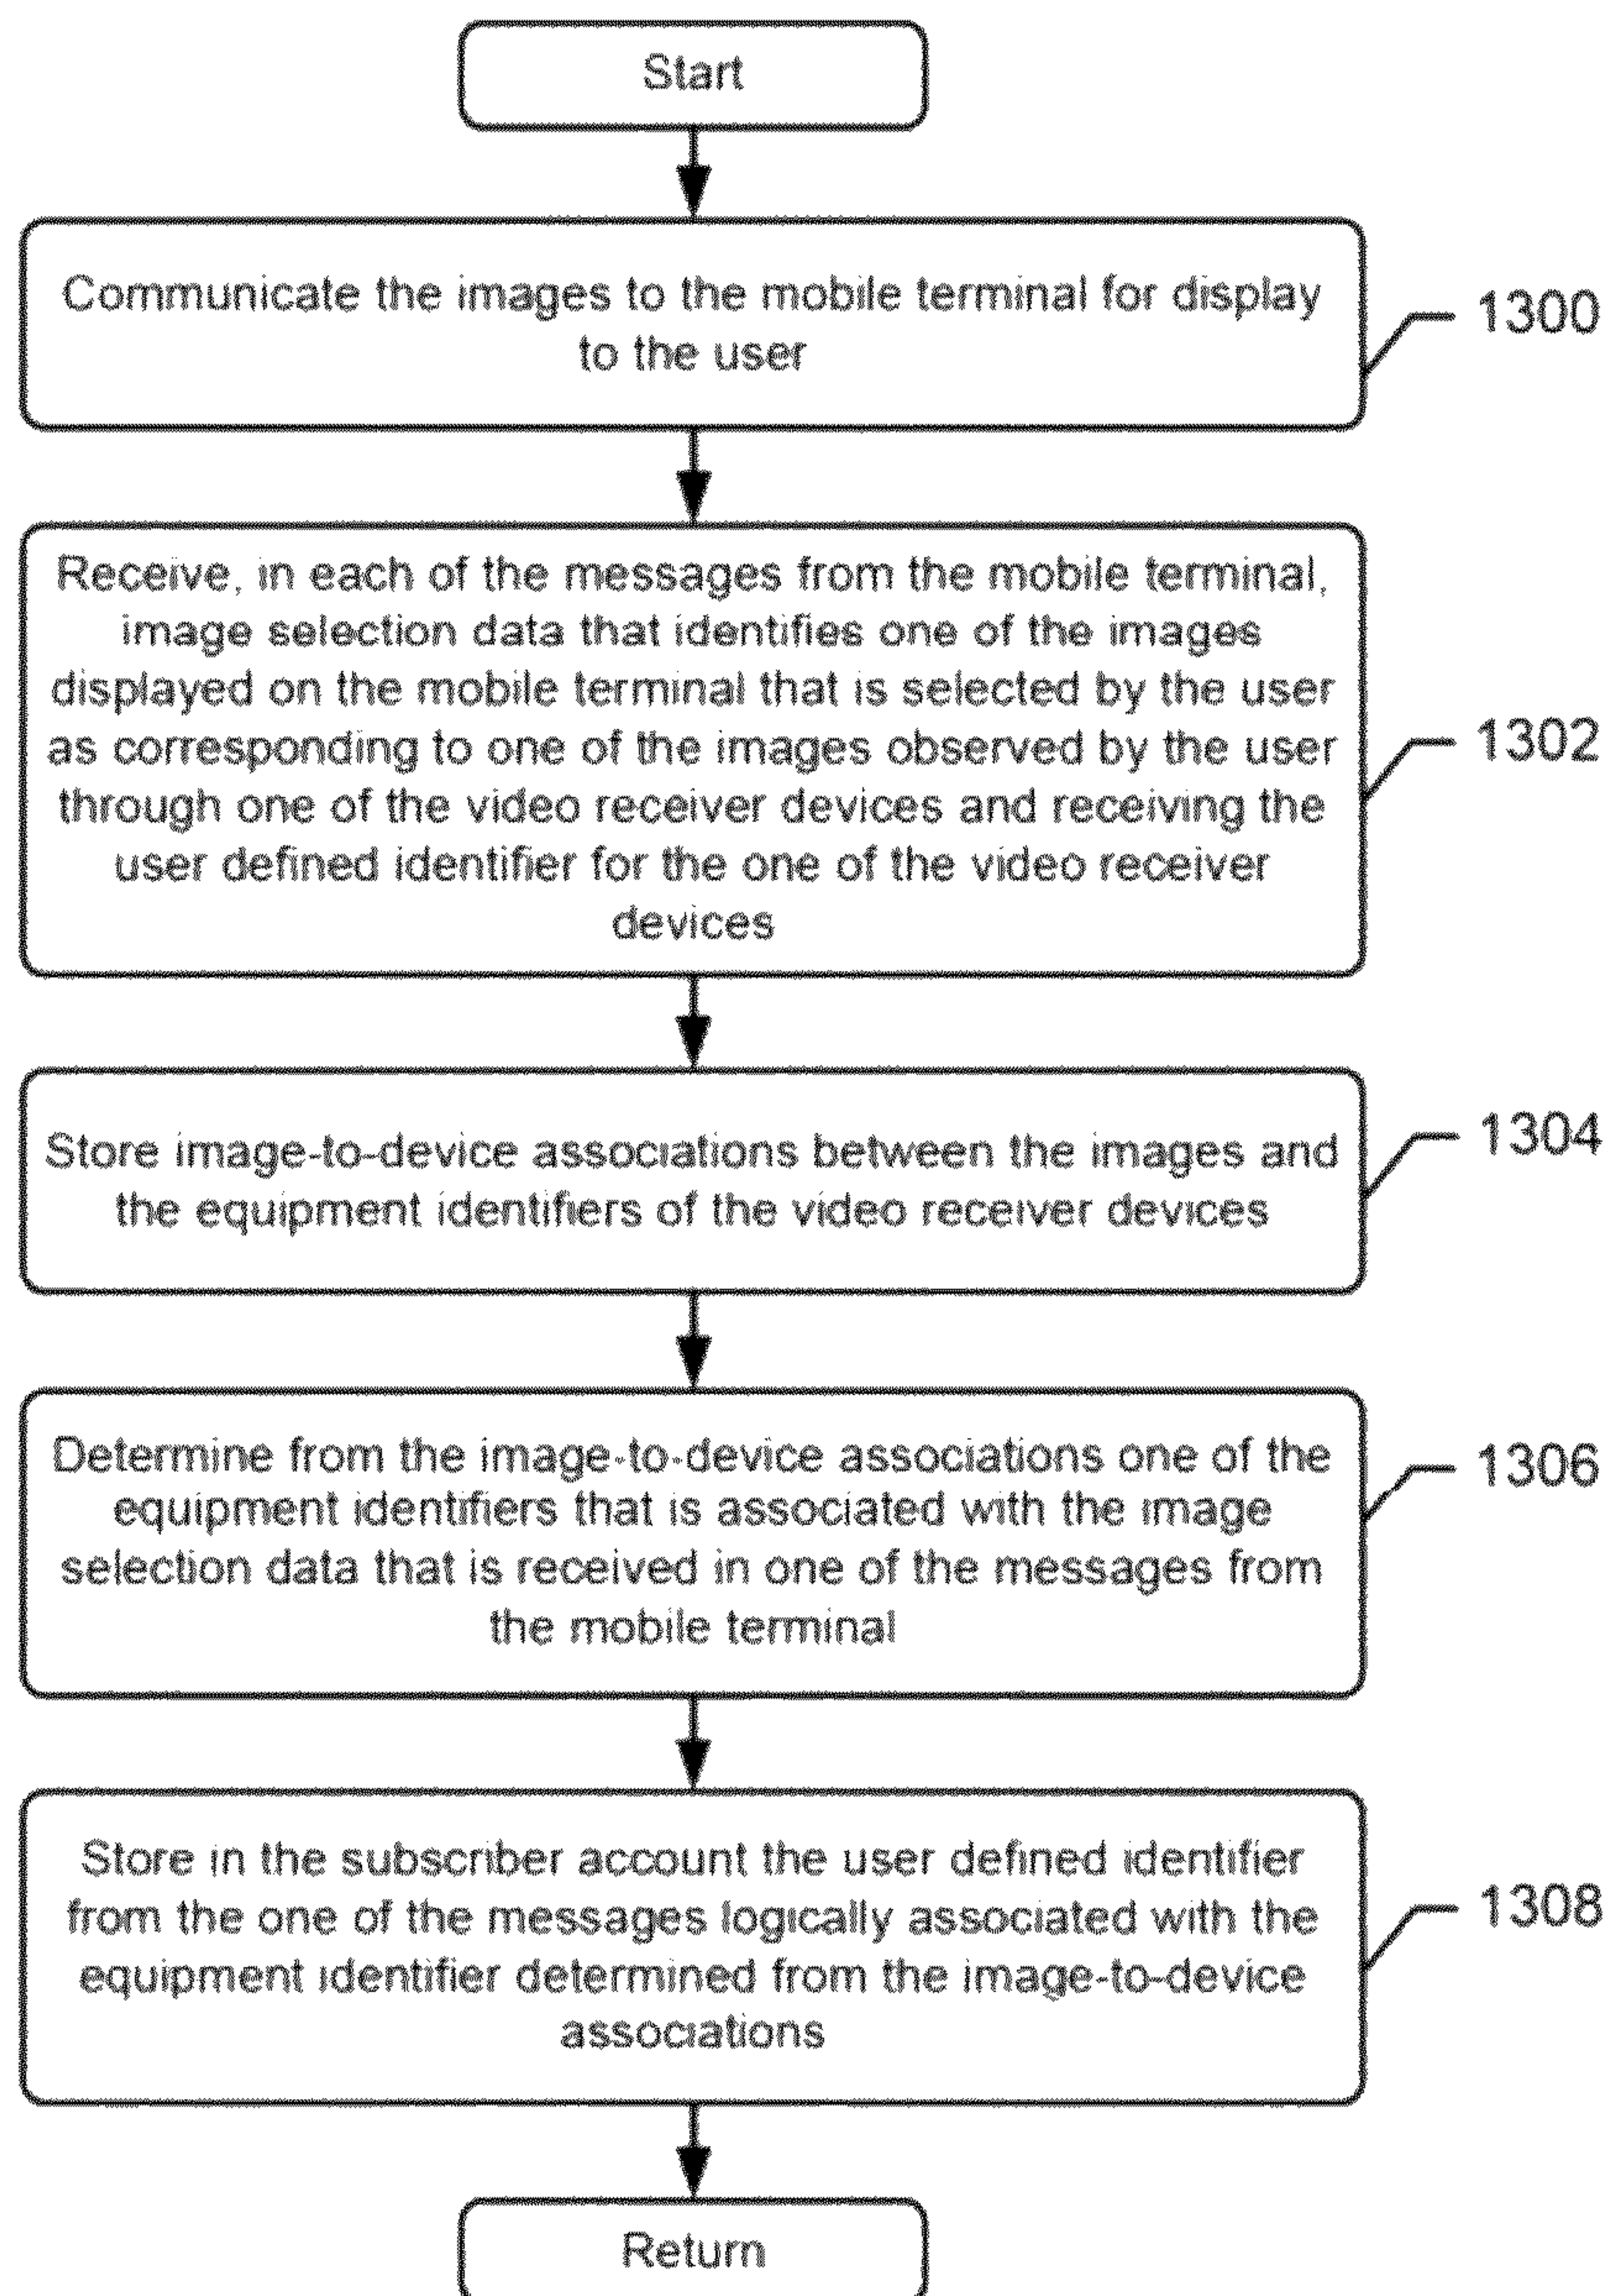 Start
Communicate the images to the mobile terminal for display
to the user
1300
Receive, in each of the messages from the mobile terminal,
image selection data that identifies one of the images
displayed on the mobile terminal that is selected by the user
as corresponding to one of the images observed by the user
through one of the video receiver devices and receiving the
user defined identifier for the one of the video receiver
devices
1302
Store image-to-device associations between the images and
the equipment identifiers of the video receiver devices
1304
Determine from the image-to-device associations one of the
equipment identifiers that is associated with the image
selection data that is received in one of the messages from
the mobile terminal
1306
Store in the subscriber account the user defined identifier
from the one of the messages logically associated with the
equipment identifier determined from the image-to-device
associations
1308
Return